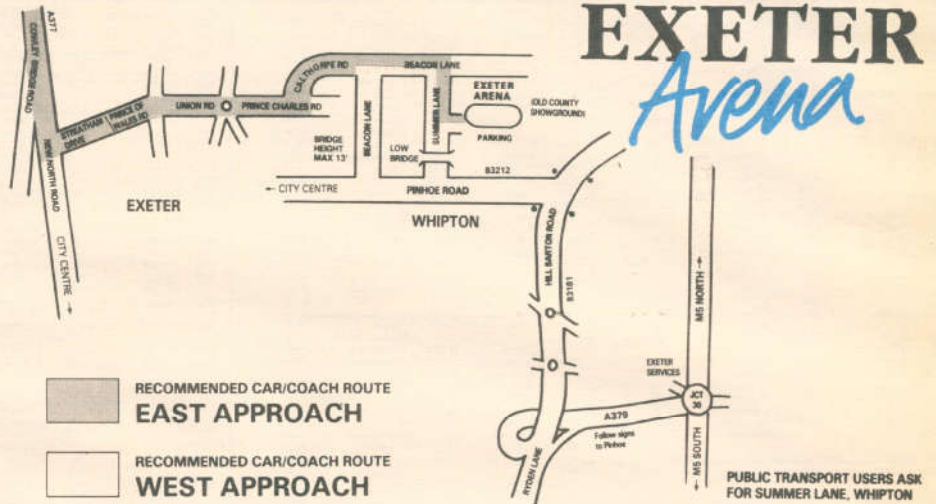 EXETER
Arena
A377
COWLEY BRIDGE ROAD
STREATHAM
DRIVE
PRINCE OF
WALES RD
UNION RD
PRINCE CHARLES RD
CALTHORPE RD
BEACON LANE
BEACON LANE
SUMMER LANE
EXETER
ARENA
(OLD COUNTY
SHOWGROUND)
PARKING
BRIDGE
HEIGHT
MAX 13'
LOW
BRIDGE
B3212
← CITY CENTRE
PINHOE ROAD
NEW NORTH ROAD
EXETER
WHIPTON
CITY CENTRE →
HILL BARTON ROAD
B3181
M5 NORTH →
EXETER
SERVICES
JCT
30
A379
Follow signs
to Pinhoe
RYDEN LANE
← M5 SOUTH
RECOMMENDED CAR/COACH ROUTE
EAST APPROACH
RECOMMENDED CAR/COACH ROUTE
WEST APPROACH
PUBLIC TRANSPORT USERS ASK
FOR SUMMER LANE, WHIPTON